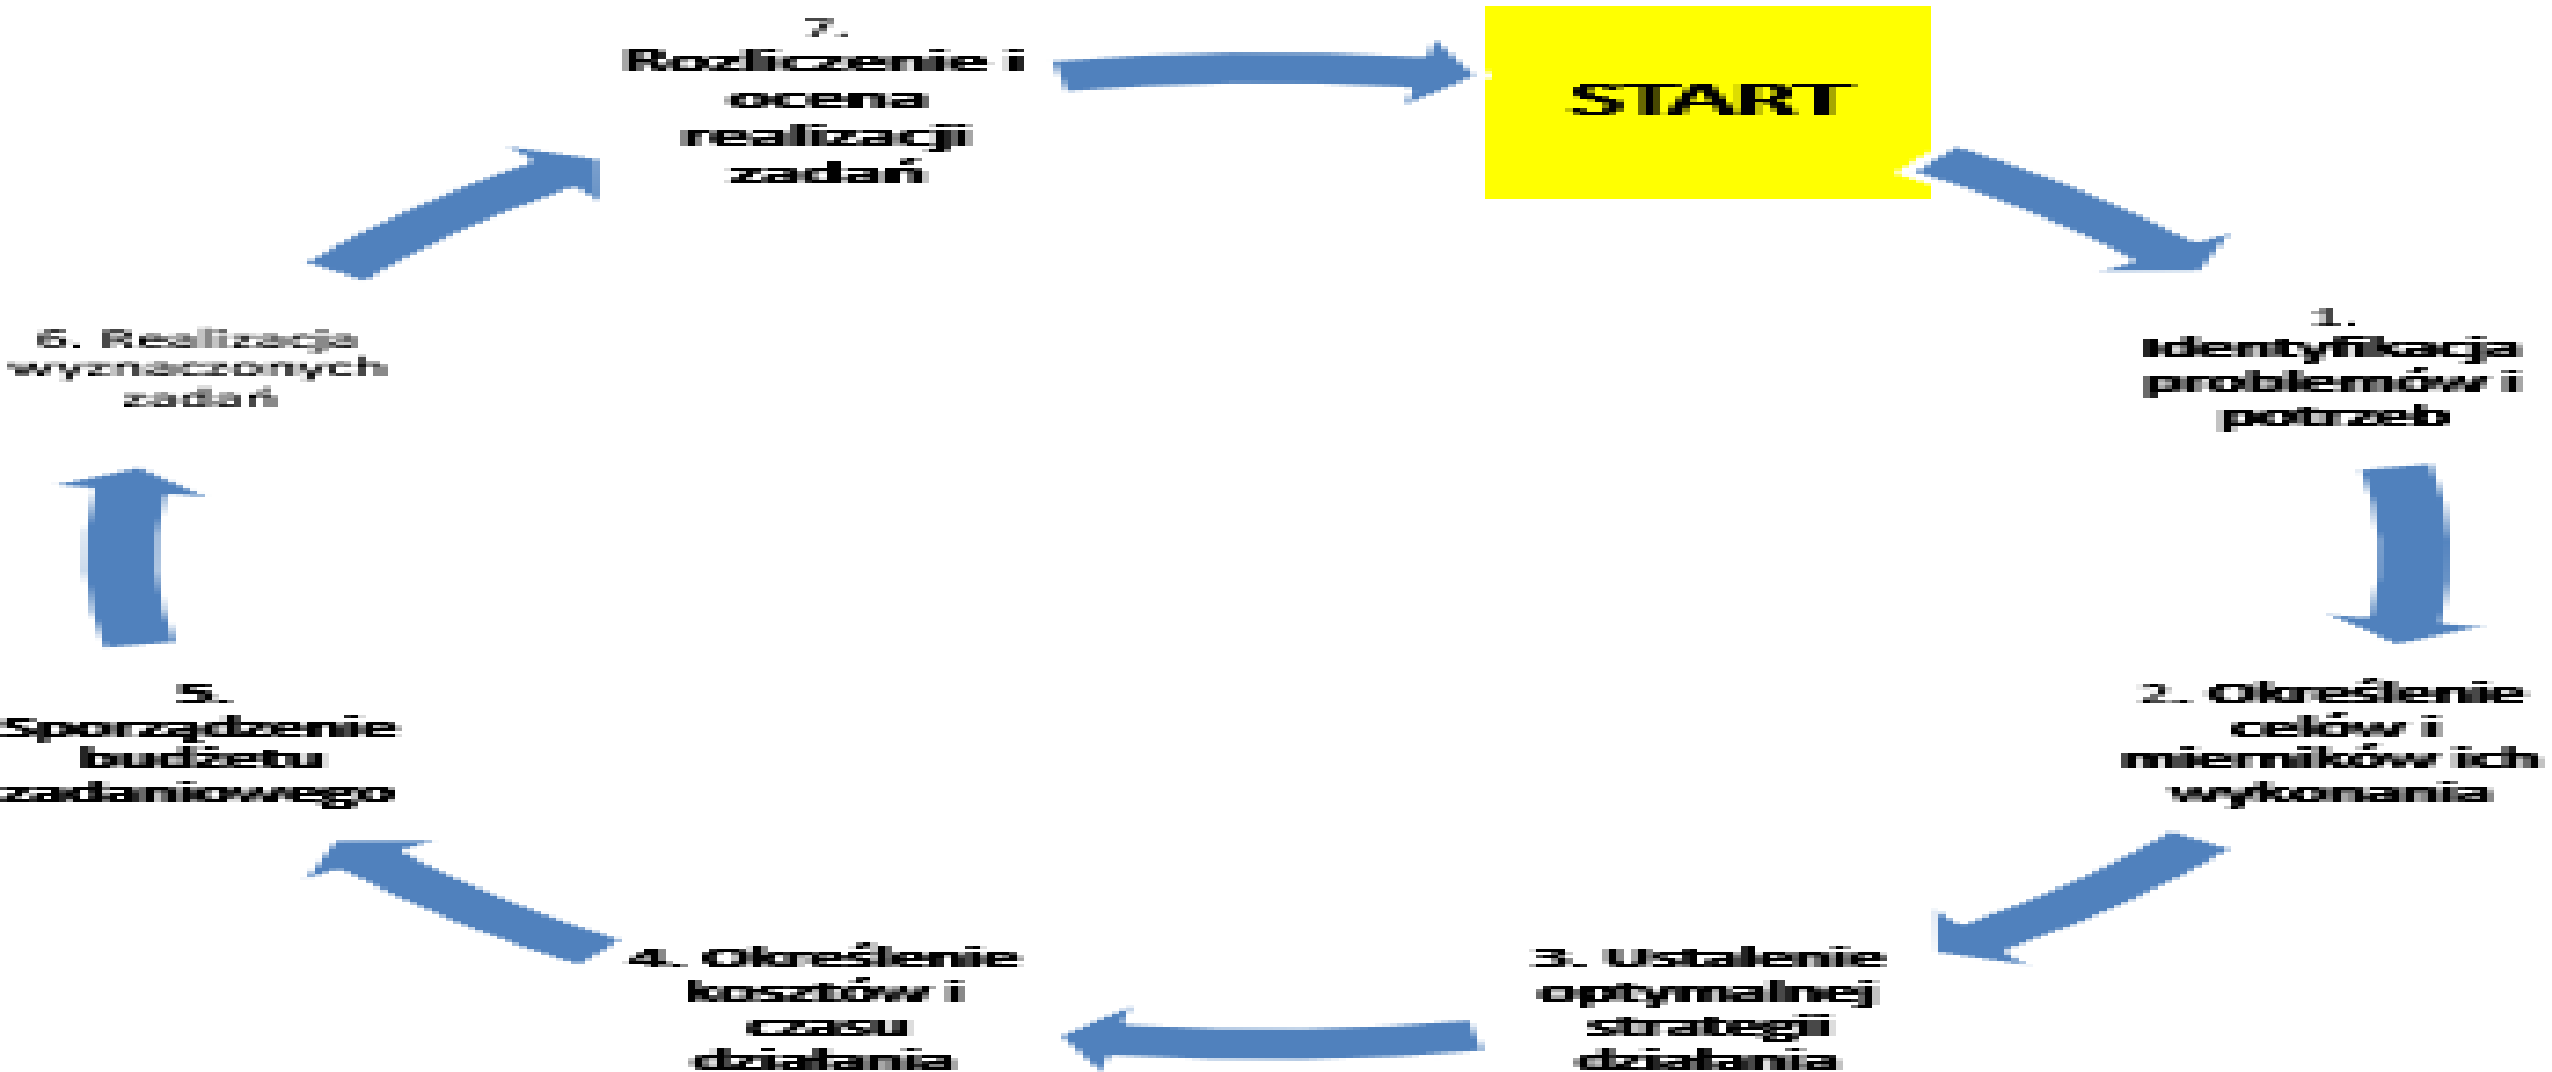 START
1.
Identyfikacja
problemów i
potrzeb
2. Określenie
celów i
mierników ich
wykonania
3. Ustalenie
optymalnej
strategii
działania
4. Określenie
kosztów i
czasu
działania
5.
Sporządzenie
budżetu
zadaniowego
6. Realizacja
wyznaczonych
zadań
7.
Rozliczenie i
ocena
realizacji
zadań